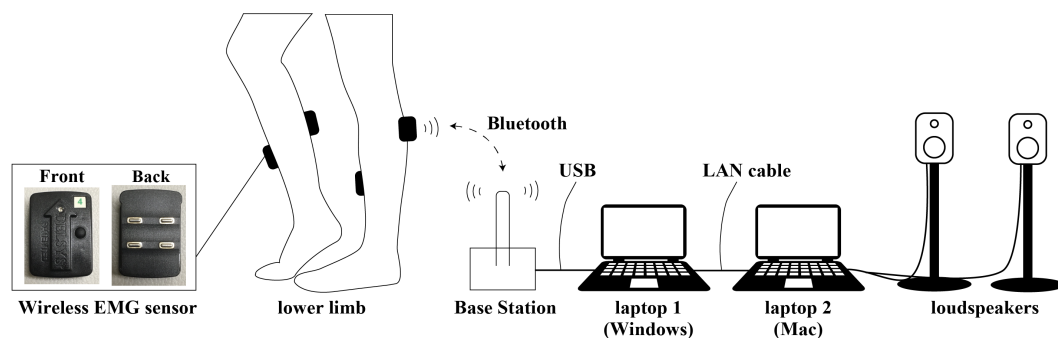 Bluetooth
USB
LAN cable
Front
Back
4
Wireless EMG sensor
lower limb
Base Station
laptop 1
(Windows)
laptop 2
(Mac)
loudspeakers